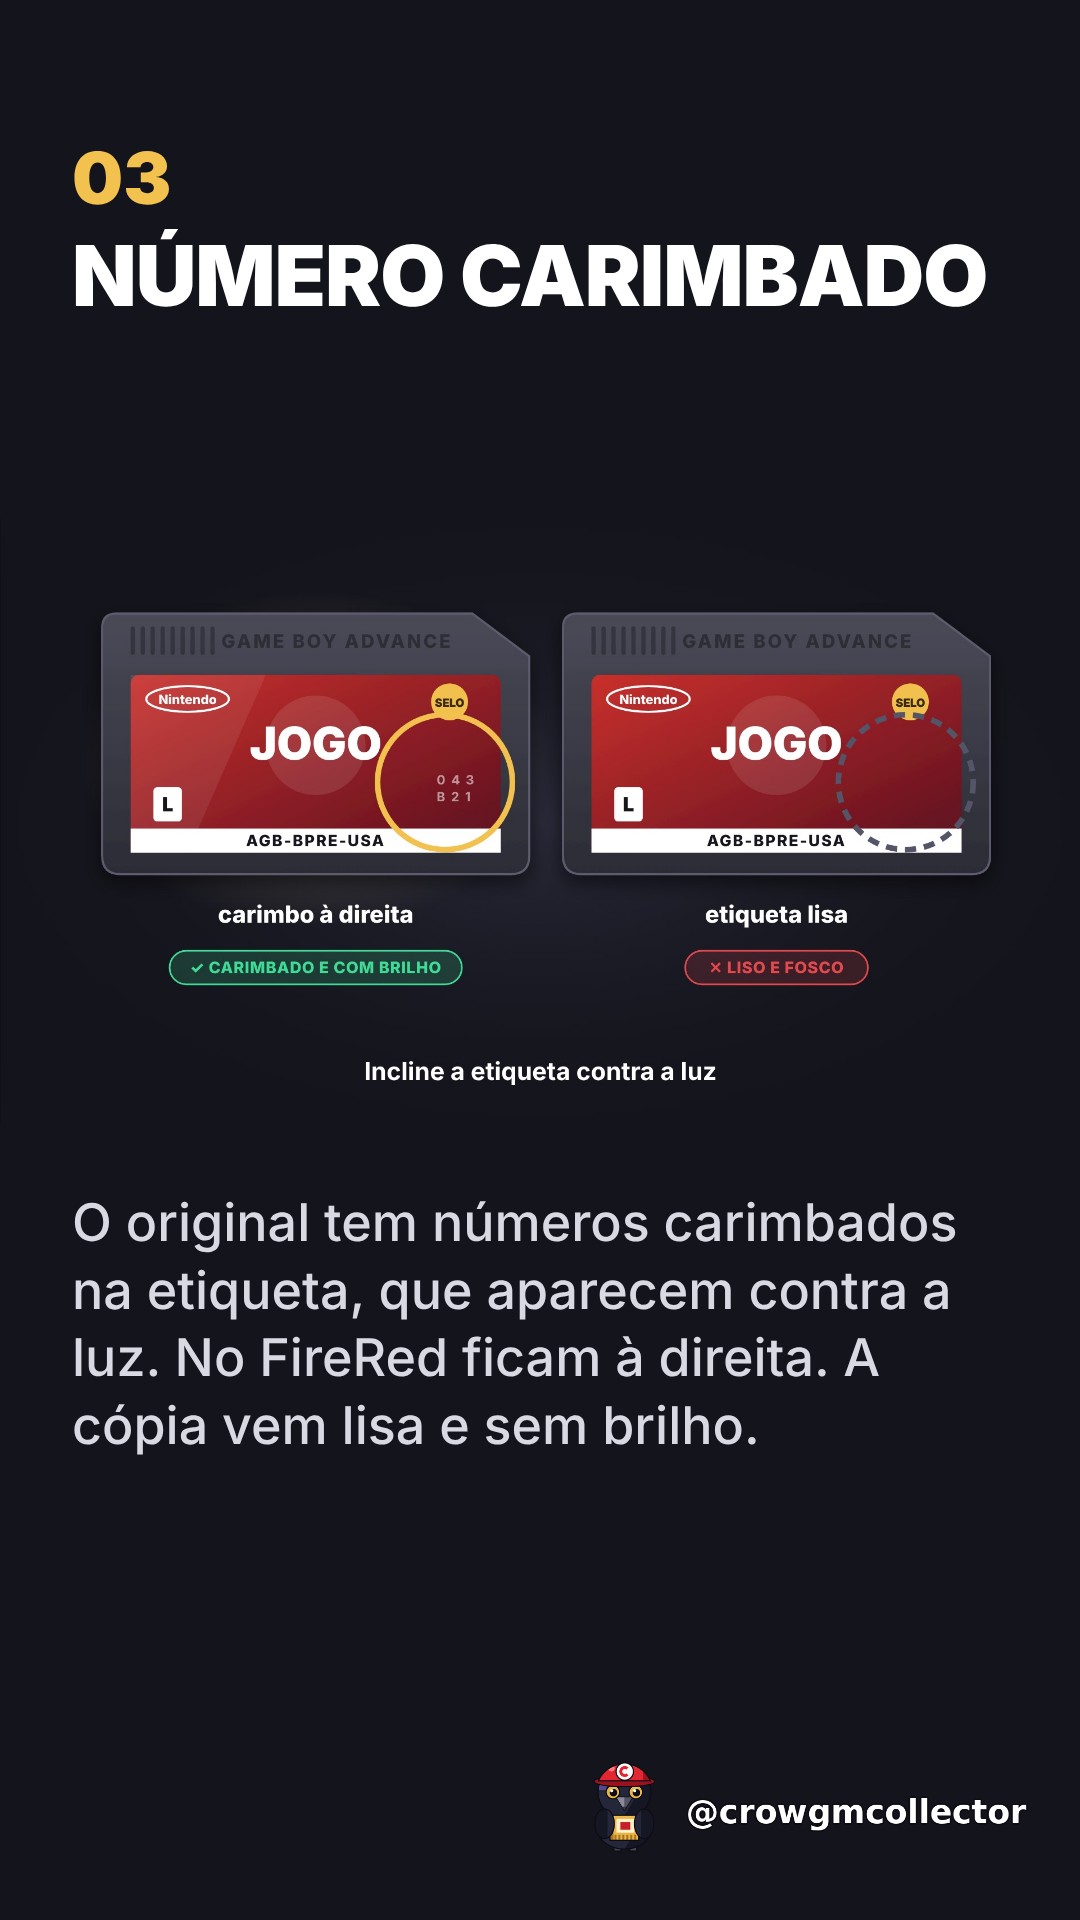 03
NÚMERO CARIMBADO
GAME BOY ADVANCE
Nintendo
SELO
JOGO
0 4 3
B 2 1
L
AGB-BPRE-USA
carimbo à direita
✓ CARIMBADO E COM BRILHO
GAME BOY ADVANCE
Nintendo
SELO
JOGO
L
AGB-BPRE-USA
etiqueta lisa
✕ LISO E FOSCO
Incline a etiqueta contra a luz
O original tem números carimbados
na etiqueta, que aparecem contra a
luz. No FireRed ficam à direita. A
cópia vem lisa e sem brilho.
C
@crowgmcollector